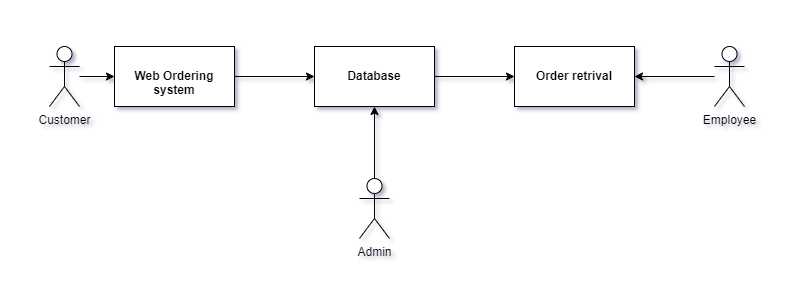 Web Ordering
system
Database
Order retrival
Customer
Employee
Admin